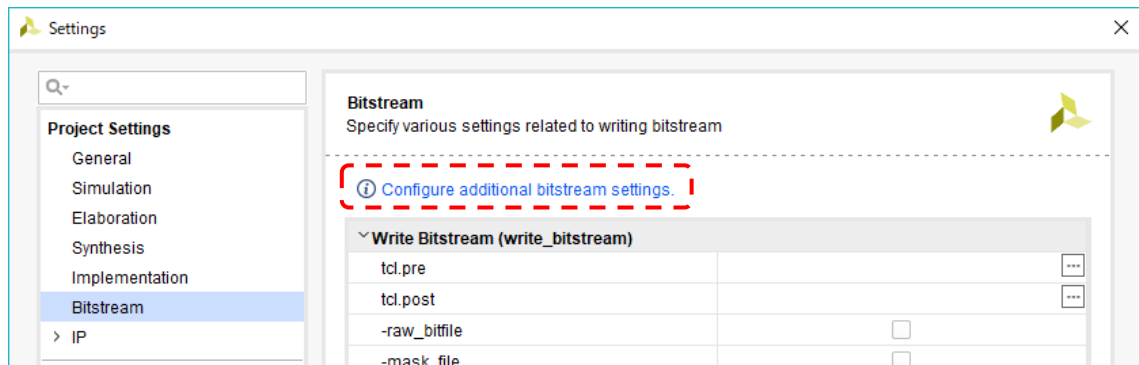 Settings
Project Settings
General
Simulation
Elaboration
Synthesis
Implementation
Bitstream
IP
Bitstream
Specify various settings related to writing bitstream
Configure additional bitstream settings.
Write Bitstream (write_bitstream)
tcl.pre
...
tcl.post
...
-raw_bitfile
-mask_file